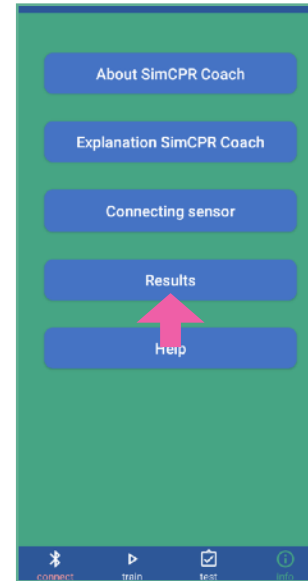 About SimCPR Coach
Explanation SimCPR Coach
Connecting sensor
Results
Help
connect train test info